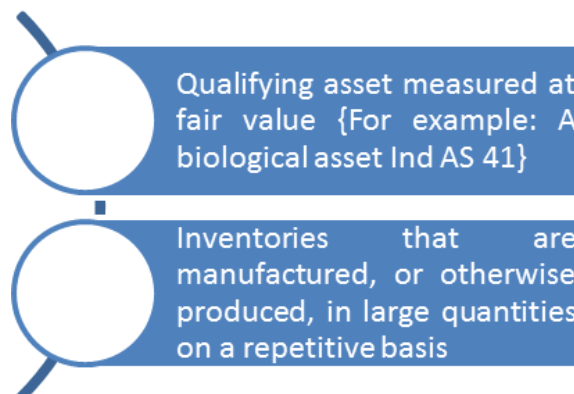 Qualifying asset measured at
fair value {For example: A
biological asset Ind AS 41}
Inventories that are
manufactured, or otherwise
produced, in large quantities
on a repetitive basis